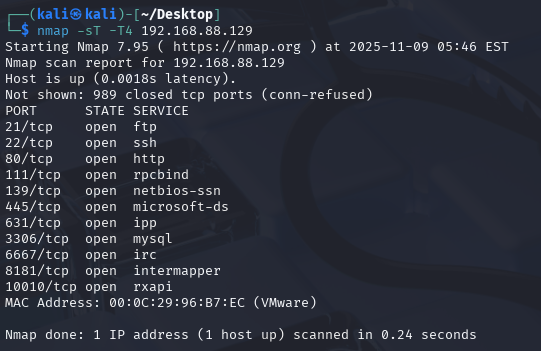 ┌──(kali㉿kali)-[~/Desktop]
└─$ nmap -sT -T4 192.168.88.129
Starting Nmap 7.95 ( https://nmap.org ) at 2025-11-09 05:46 EST
Nmap scan report for 192.168.88.129
Host is up (0.0018s latency).
Not shown: 989 closed tcp ports (conn-refused)
PORT      STATE SERVICE
21/tcp    open  ftp
22/tcp    open  ssh
80/tcp    open  http
111/tcp   open  rpcbind
139/tcp   open  netbios-ssn
445/tcp   open  microsoft-ds
631/tcp   open  ipp
3306/tcp  open  mysql
6667/tcp  open  irc
8181/tcp  open  intermapper
10010/tcp open  rxapi
MAC Address: 00:0C:29:96:B7:EC (VMware)

Nmap done: 1 IP address (1 host up) scanned in 0.24 seconds